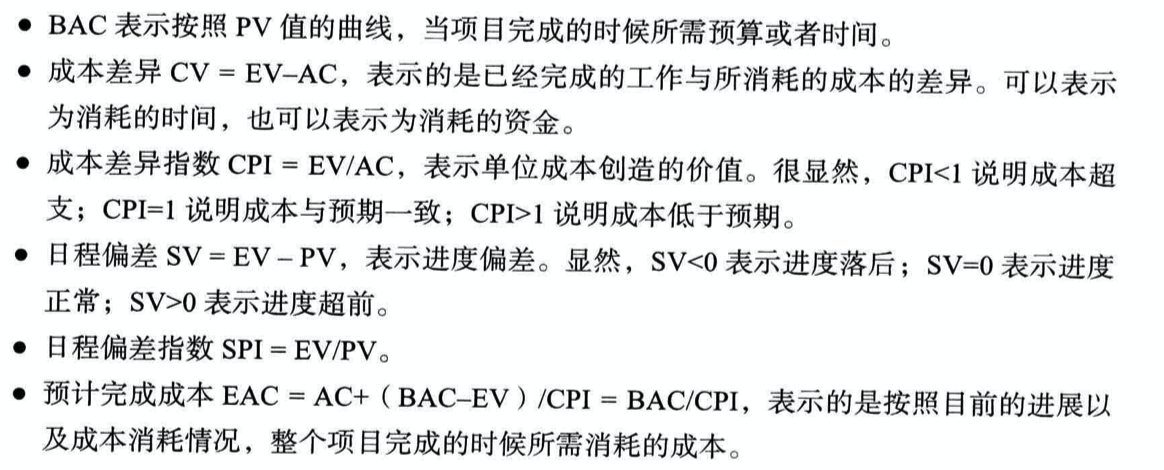 ● BAC 表示按照 PV 值的曲线，当项目完成的时候所需预算或者时间。
● 成本差异 CV = EV–AC，表示的是已经完成的工作与所消耗的成本的差异。可以表示
为消耗的时间，也可以表示为消耗的资金。
● 成本差异指数 CPI = EV/AC，表示单位成本创造的价值。很显然，CPI<1 说明成本超
支；CPI=1 说明成本与预期一致；CPI>1 说明成本低于预期。
● 日程偏差 SV = EV – PV，表示进度偏差。显然，SV<0 表示进度落后；SV=0 表示进度
正常；SV>0 表示进度超前。
● 日程偏差指数 SPI = EV/PV。
● 预计完成成本 EAC = AC+（BAC–EV）/CPI = BAC/CPI，表示的是按照目前的进展以
及成本消耗情况，整个项目完成的时候所需消耗的成本。